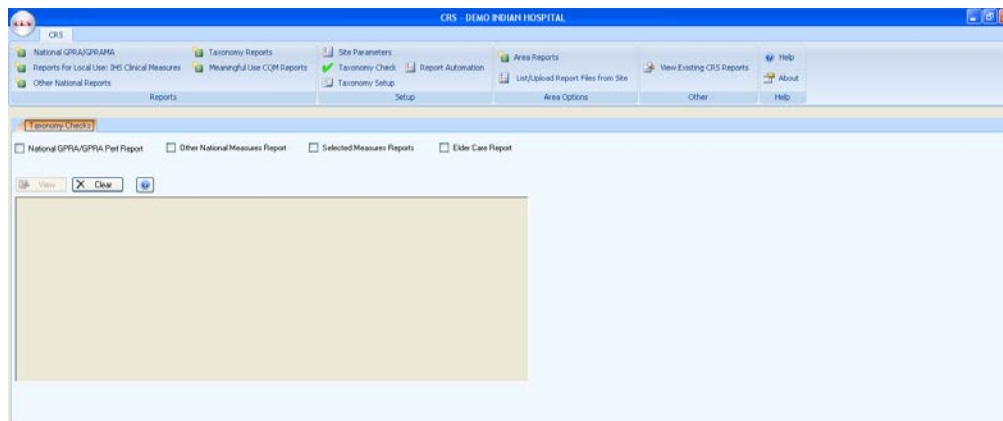 CRS - DEMO INDIAN HOSPITAL
CRS
National GPRA/GPRAMA
Reports for Local Use: IHS Clinical Measures
Other National Reports
Taxonomy Reports
Meaningful Use CQM Reports
Reports
Site Parameters
Taxonomy Check
Report Automation
Taxonomy Setup
Setup
Area Reports
List/Upload Report Files from Site
Area Options
View Existing CRS Reports
Other
Help
About
Help
Taxonomy Checks
National GPRA/GPRA Perf Report
Other National Measures Report
Selected Measures Reports
Elder Care Report
View
Clear